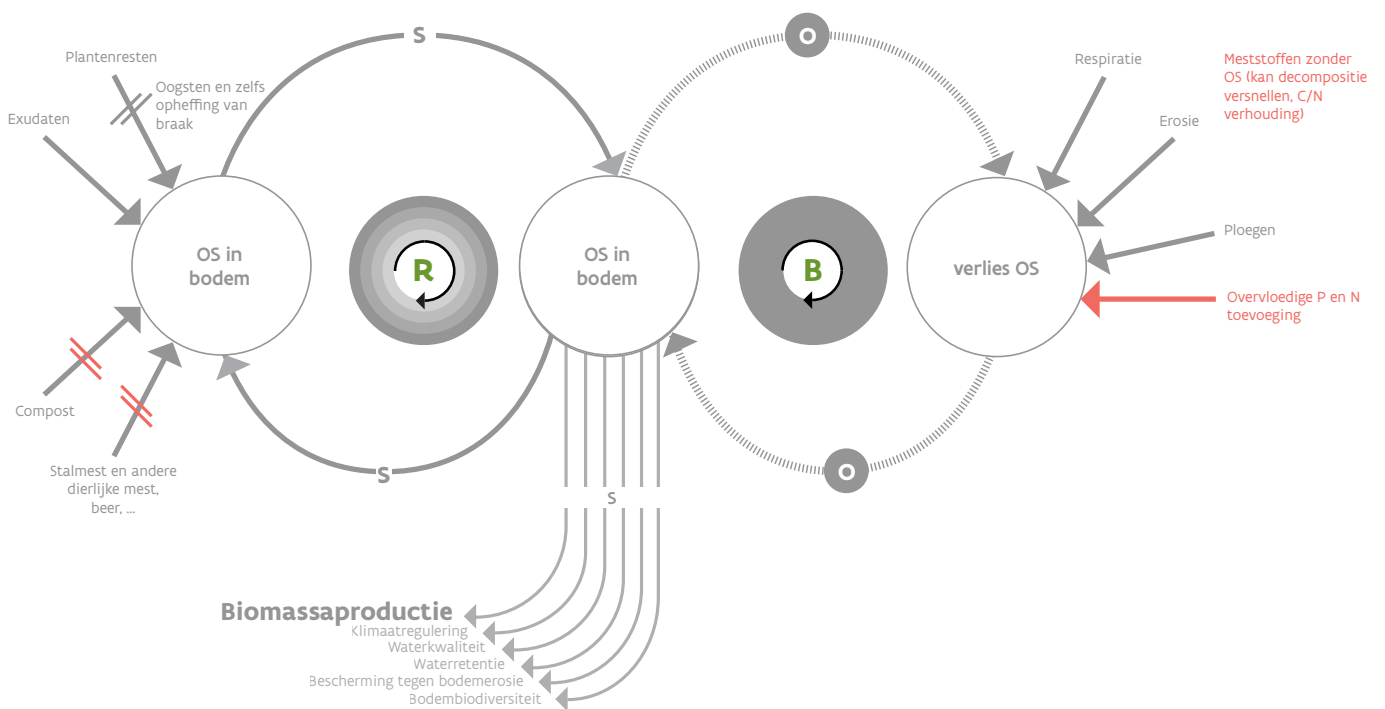 S
O
Plantenresten
Oogsten en zelfs
opheffing van
braak
Exudaten
Respiratie
Erosie
Meststoffen zonder
OS (kan decompositie
versnellen, C/N
verhouding)
OS in
bodem
R
OS in
bodem
B
verlies OS
Ploegen
Overvloedige P en N
toevoeging
Compost
Stalmest en andere
dierlijke mest,
beer, ...
S
O
S
Biomassaproductie
Klimaatregulering
Waterkwaliteit
Waterretentie
Bescherming tegen bodemerosie
Bodembiodiversiteit